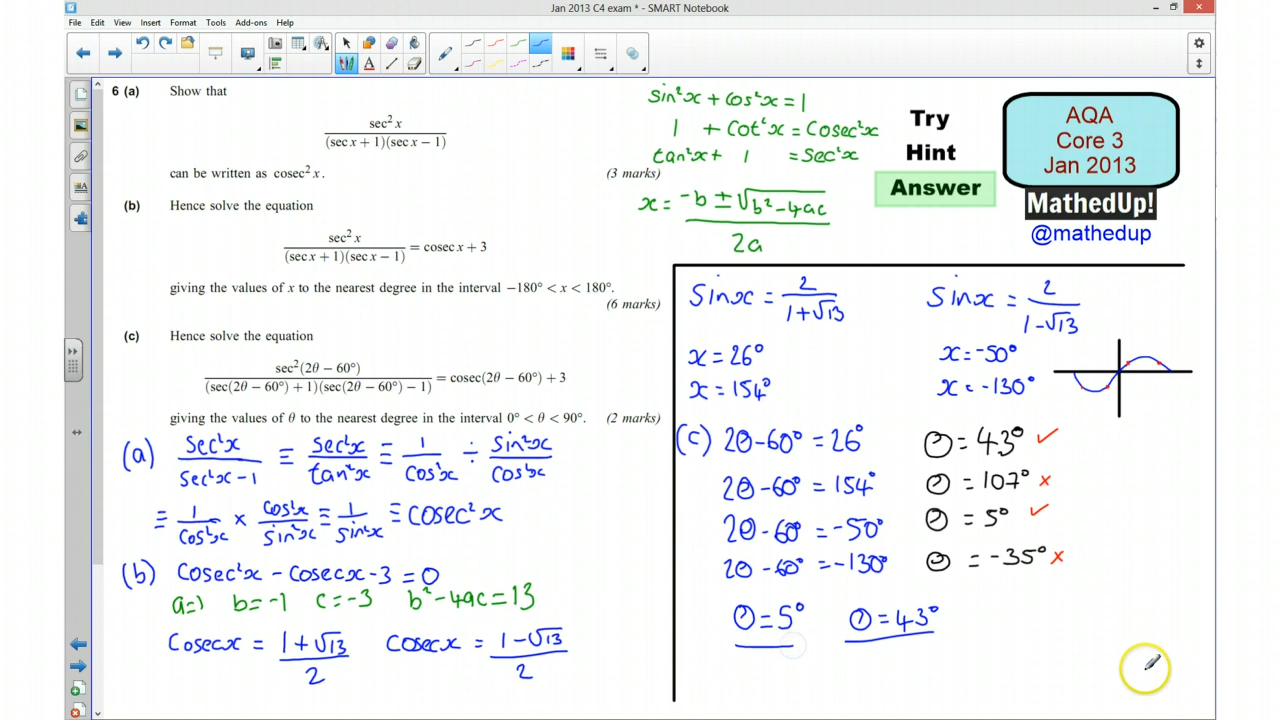 Jan 2013 C4 exam * - SMART Notebook
File Edit View Insert Format Tools Add-ons Help
6 (a) Show that
sec² x
(sec x + 1)(sec x − 1)
can be written as cosec² x. (3 marks)
(b) Hence solve the equation
sec² x
(sec x + 1)(sec x − 1) = cosec x + 3
giving the values of x to the nearest degree in the interval −180° < x < 180°.
(6 marks)
(c) Hence solve the equation
sec²(2θ − 60°)
(sec(2θ − 60°) + 1)(sec(2θ − 60°) − 1) = cosec(2θ − 60°) + 3
giving the values of θ to the nearest degree in the interval 0° < θ < 90°. (2 marks)
(a) sec²x / sec²x − 1 ≡ sec²x / tan²x ≡ 1 / cos²x ÷ sin²x / cos²x
≡ 1 / cos²x × cos²x / sin²x ≡ 1 / sin²x ≡ cosec²x
(b) cosec²x − cosecx − 3 = 0
a=1 b=−1 c=−3 b²−4ac=13
cosecx = 1+√13 / 2 cosecx = 1−√13 / 2
sin²x + cos²x = 1
1 + cot²x = cosec²x
tan²x + 1 = sec²x
x = −b ± √b²−4ac / 2a
Try
Hint
Answer
AQA
Core 3
Jan 2013
MathedUp!
@mathedup
sinx = 2 / 1+√13 sinx = 2 / 1−√13
x = 26° x = −50°
x = 154° x = −130°
(c) 2θ−60° = 26° θ = 43° ✓
2θ−60° = 154° θ = 107° ×
2θ−60° = −50° θ = 5° ✓
2θ−60° = −130° θ = −35° ×
θ = 5° θ = 43°